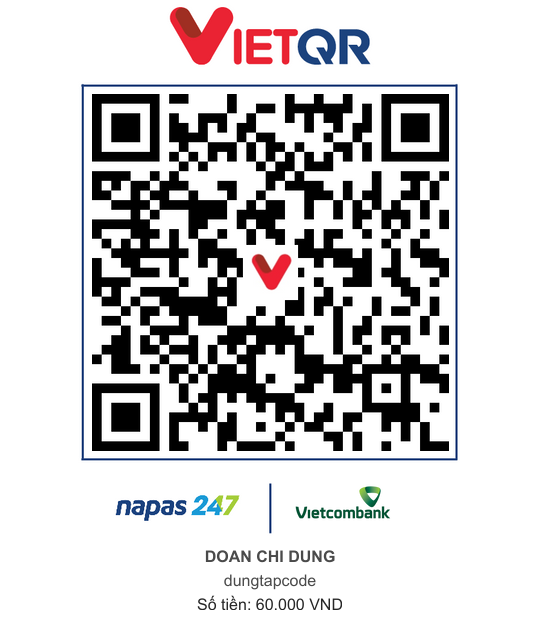 VIETQR
napas 247
Vietcombank
DOAN CHI DUNG
dungtapcode
Số tiền: 60.000 VND